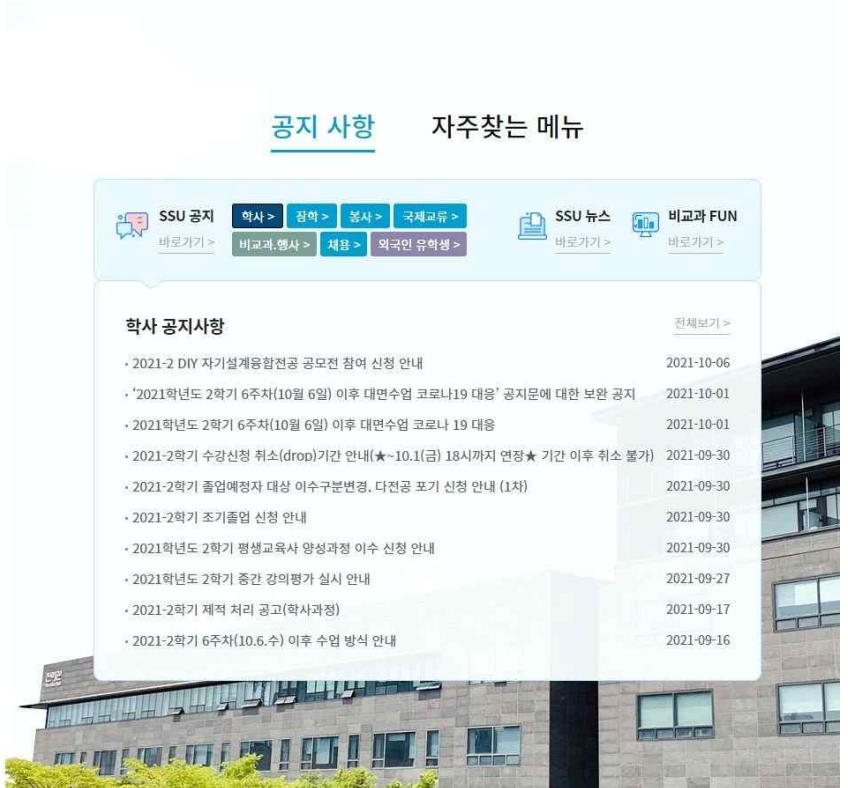 공지 사항
자주찾는 메뉴
SSU 공지
바로가기 >
학사 >
장학 >
봉사 >
국제교류 >
비교과.행사 >
채용 >
외국인 유학생 >
SSU 뉴스
바로가기 >
비교과 FUN
바로가기 >
학사 공지사항
전체보기 >
· 2021-2 DIY 자기설계융합전공 공모전 참여 신청 안내 2021-10-06
· ‘2021학년도 2학기 6주차(10월 6일) 이후 대면수업 코로나19 대응’ 공지문에 대한 보완 공지 2021-10-01
· 2021학년도 2학기 6주차(10월 6일) 이후 대면수업 코로나 19 대응 2021-10-01
· 2021-2학기 수강신청 취소(drop)기간 안내(★~10.1(금) 18시까지 연장★ 기간 이후 취소 불가) 2021-09-30
· 2021-2학기 졸업예정자 대상 이수구분변경, 다전공 포기 신청 안내 (1차) 2021-09-30
· 2021-2학기 조기졸업 신청 안내 2021-09-30
· 2021학년도 2학기 평생교육사 양성과정 이수 신청 안내 2021-09-30
· 2021학년도 2학기 중간 강의평가 실시 안내 2021-09-27
· 2021-2학기 제적 처리 공고(학사과정) 2021-09-17
· 2021-2학기 6주차(10.6.수) 이후 수업 방식 안내 2021-09-16